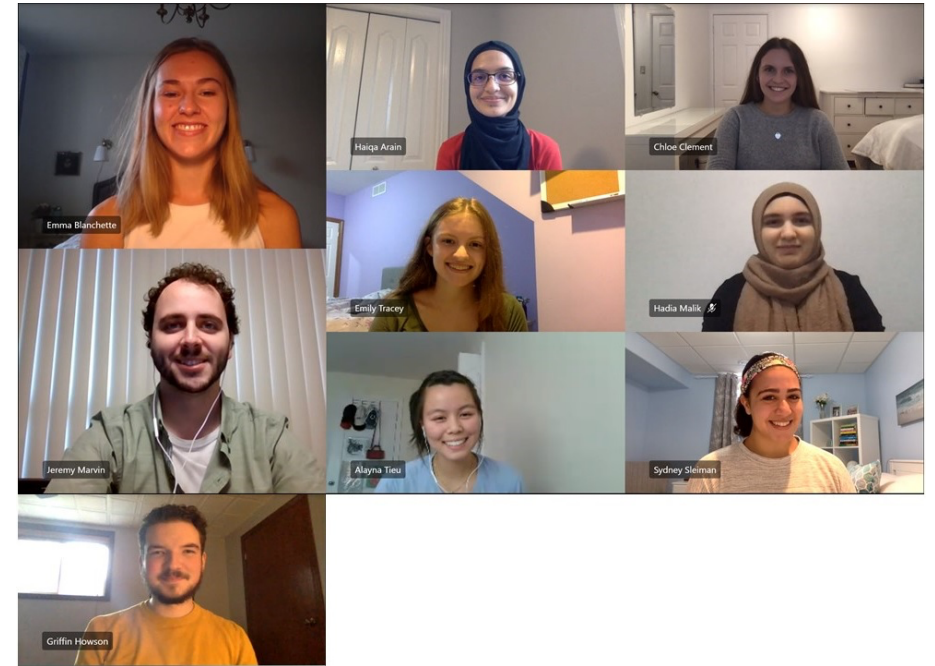 Emma Blanchette
Haiqa Arain
Chloe Clement
Emily Tracey
Hadia Malik
Jeremy Marvin
Alayna Tieu
Sydney Sleiman
Griffin Howson